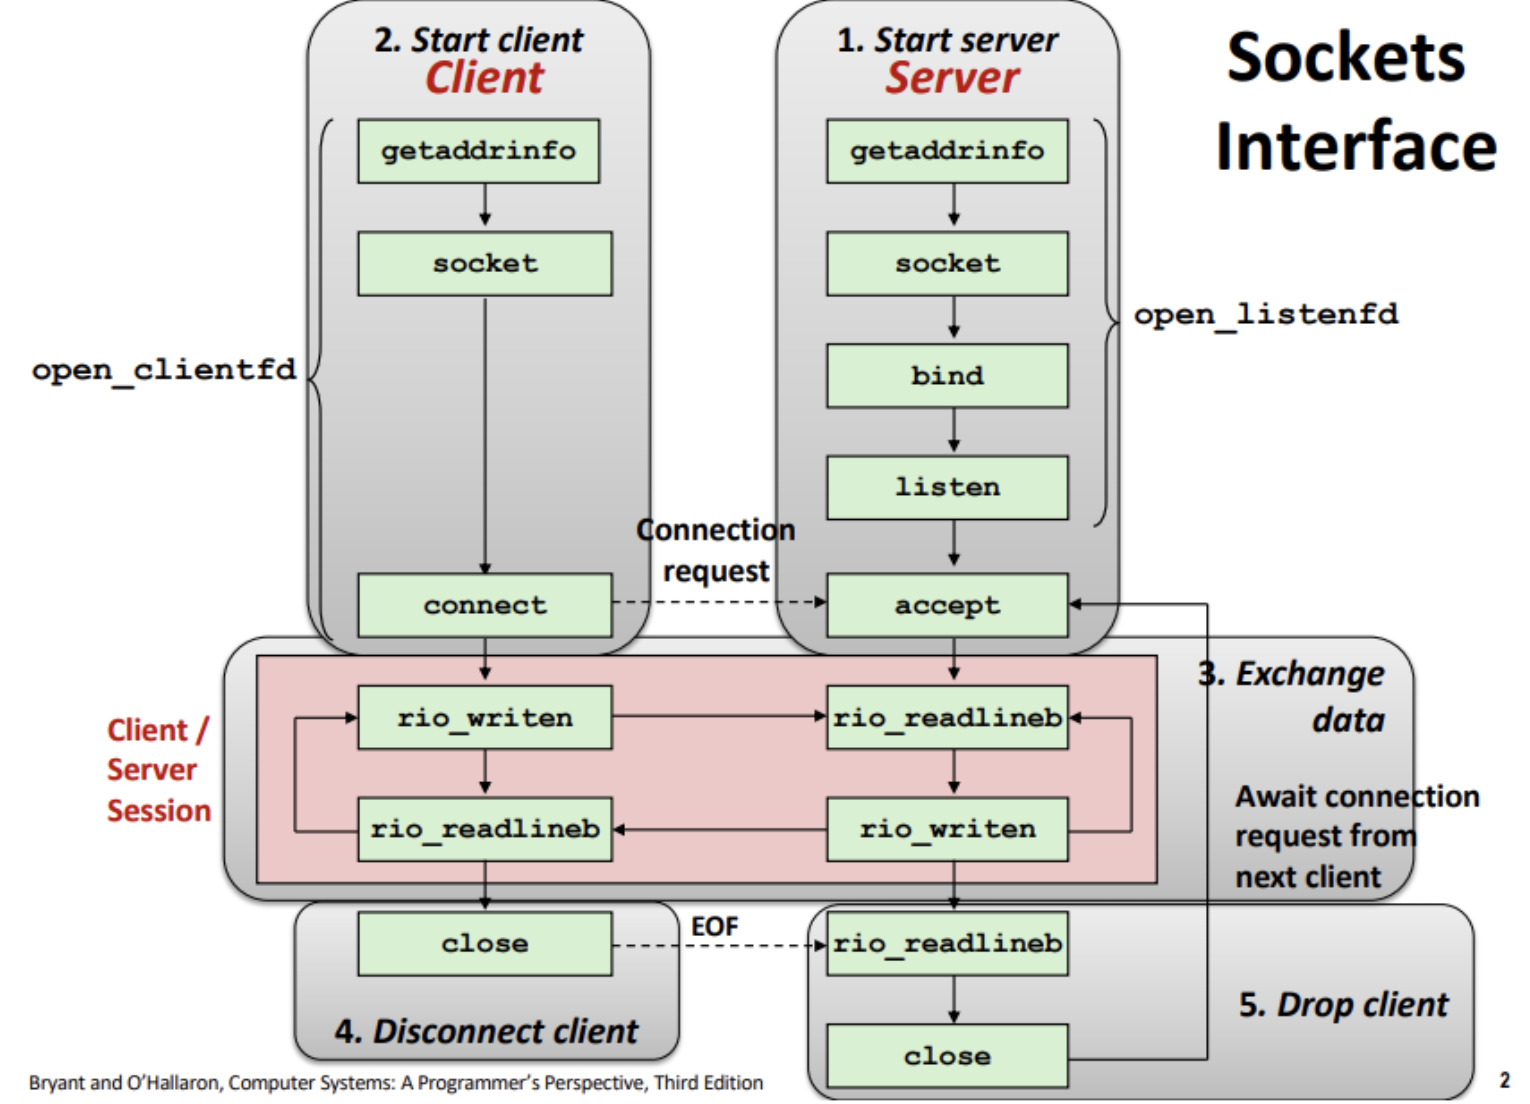 Sockets
Interface
2. Start client
Client
getaddrinfo
socket
open_clientfd
connect
Connection
request
1. Start server
Server
getaddrinfo
socket
bind
listen
open_listenfd
accept
3. Exchange
data
Client /
Server
Session
rio_writen
rio_readlineb
rio_readlineb
rio_writen
Await connection
request from
next client
close
EOF
rio_readlineb
4. Disconnect client
5. Drop client
close
Bryant and O'Hallaron, Computer Systems: A Programmer's Perspective, Third Edition
2